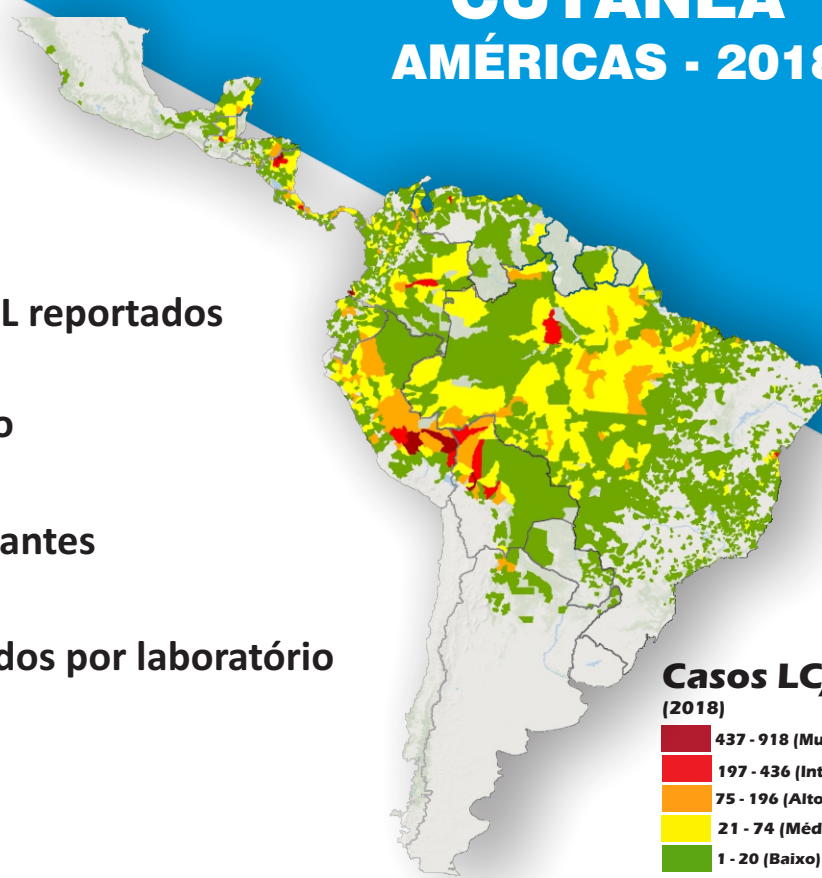 CUTÂNEA
AMÉRICAS - 2018
L reportados
o
antes
dos por laboratório
Casos LC/
(2018)
437 - 918 (Mu
197 - 436 (Int
75 - 196 (Alto
21 - 74 (Méd
1 - 20 (Baixo)